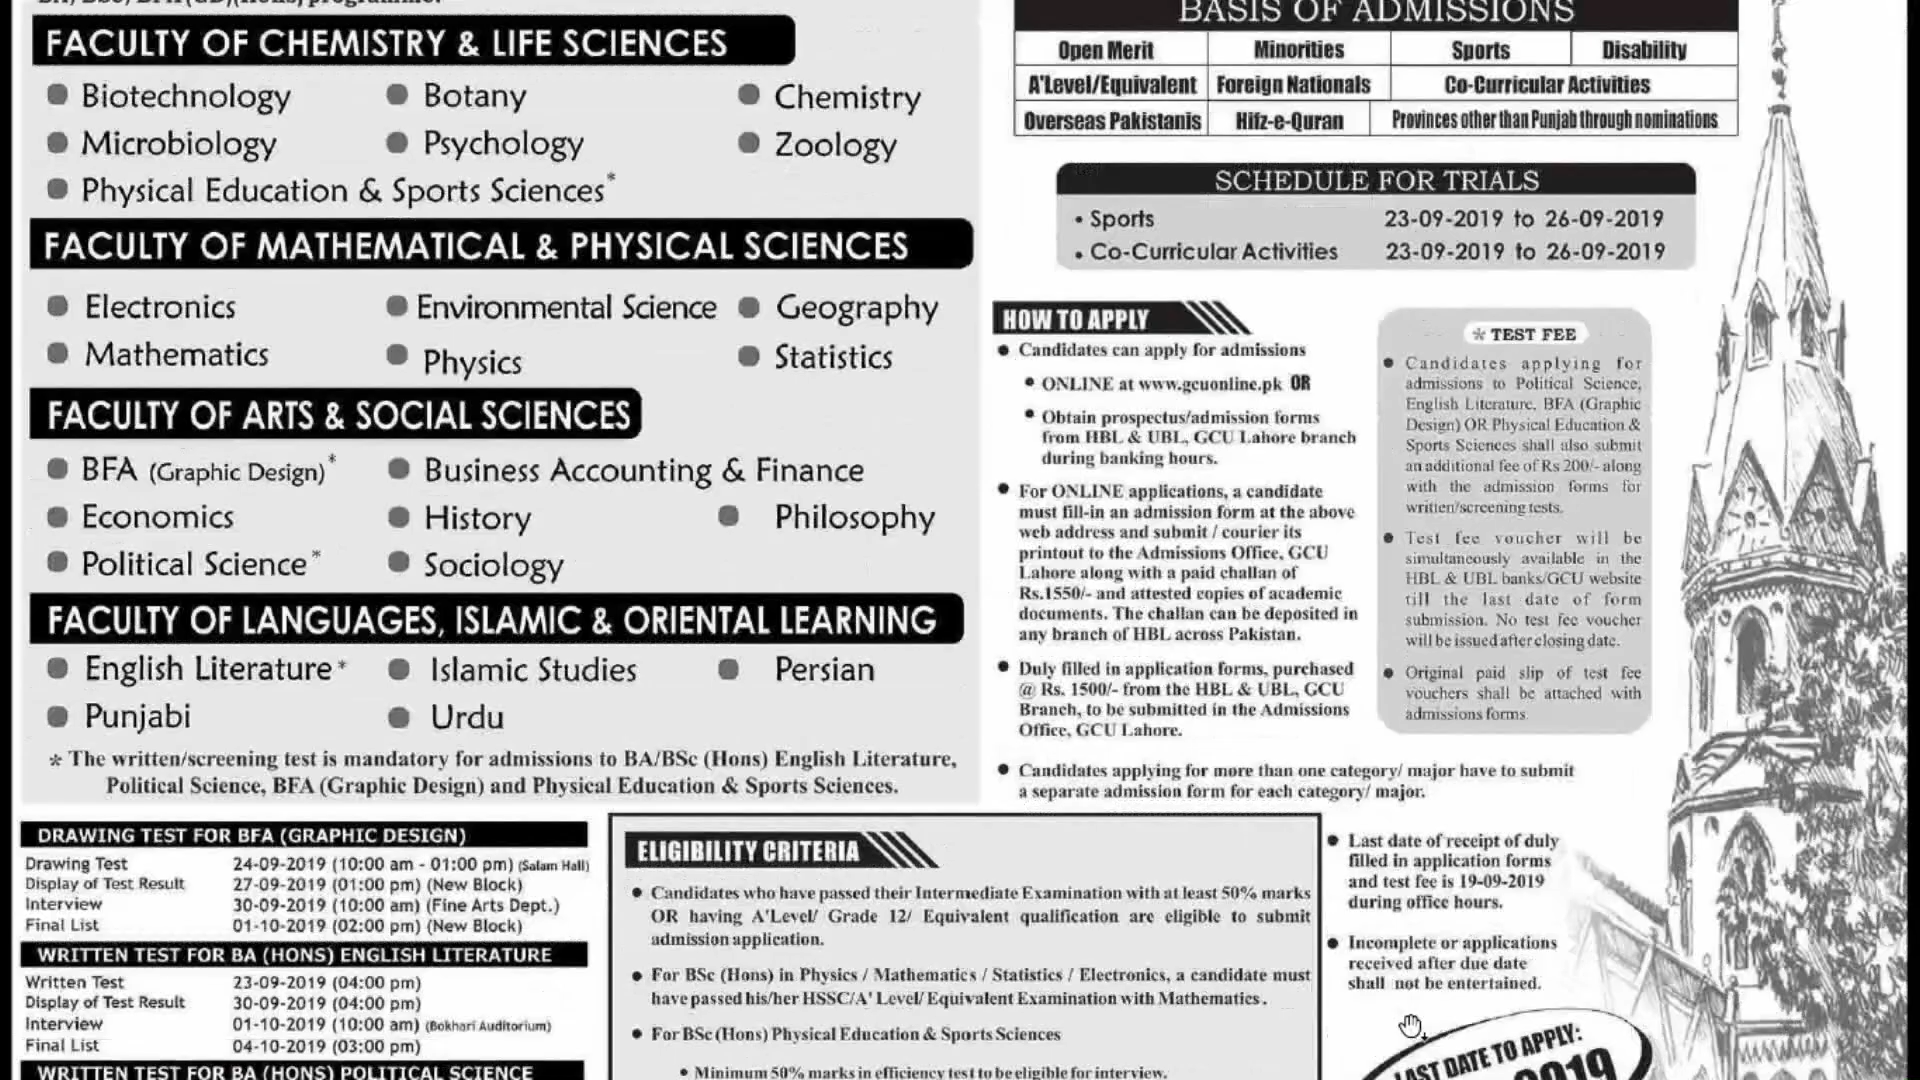 FACULTY OF CHEMISTRY & LIFE SCIENCES
Biotechnology
Botany
Chemistry
Microbiology
Psychology
Zoology
Physical Education & Sports Sciences*
FACULTY OF MATHEMATICAL & PHYSICAL SCIENCES
Electronics
Environmental Science
Geography
Mathematics
Physics
Statistics
FACULTY OF ARTS & SOCIAL SCIENCES
BFA (Graphic Design)*
Business Accounting & Finance
Economics
History
Philosophy
Political Science*
Sociology
FACULTY OF LANGUAGES, ISLAMIC & ORIENTAL LEARNING
English Literature*
Islamic Studies
Persian
Punjabi
Urdu
* The written/screening test is mandatory for admissions to BA/BSc (Hons) English Literature,
Political Science, BFA (Graphic Design) and Physical Education & Sports Sciences.
DRAWING TEST FOR BFA (GRAPHIC DESIGN)
Drawing Test 24-09-2019 (10:00 am - 01:00 pm) (Salam Hall)
Display of Test Result 27-09-2019 (01:00 pm) (New Block)
Interview 30-09-2019 (10:00 am) (Fine Arts Dept.)
Final List 01-10-2019 (02:00 pm) (New Block)
WRITTEN TEST FOR BA (HONS) ENGLISH LITERATURE
Written Test 23-09-2019 (04:00 pm)
Display of Test Result 30-09-2019 (04:00 pm)
Interview 01-10-2019 (10:00 am) (Bokhari Auditorium)
Final List 04-10-2019 (03:00 pm)
WRITTEN TEST FOR BA (HONS) POLITICAL SCIENCE
BASIS OF ADMISSIONS
Open Merit Minorities Sports Disability
A'Level/Equivalent Foreign Nationals Co-Curricular Activities
Overseas Pakistanis Hifz-e-Quran Provinces other than Punjab through nominations
SCHEDULE FOR TRIALS
• Sports 23-09-2019 to 26-09-2019
• Co-Curricular Activities 23-09-2019 to 26-09-2019
HOW TO APPLY
• Candidates can apply for admissions
• ONLINE at www.gcuonline.pk OR
• Obtain prospectus/admission forms
from HBL & UBL, GCU Lahore branch
during banking hours.
• For ONLINE applications, a candidate
must fill-in an admission form at the above
web address and submit / courier its
printout to the Admissions Office, GCU
Lahore along with a paid challan of
Rs.1550/- and attested copies of academic
documents. The challan can be deposited in
any branch of HBL across Pakistan.
• Duly filled in application forms, purchased
@ Rs. 1500/- from the HBL & UBL, GCU
Branch, to be submitted in the Admissions
Office, GCU Lahore.
• Candidates applying for more than one category/ major have to submit
a separate admission form for each category/ major.
* TEST FEE
• Candidates applying for
admissions to Political Science,
English Literature, BFA (Graphic
Design) OR Physical Education &
Sports Sciences shall also submit
an additional fee of Rs 200/- along
with the admission forms for
written/screening tests.
• Test fee voucher will be
simultaneously available in the
HBL & UBL banks/GCU website
till the last date of form
submission. No test fee voucher
will be issued after closing date.
• Original paid slip of test fee
vouchers shall be attached with
admissions forms.
ELIGIBILITY CRITERIA
• Candidates who have passed their Intermediate Examination with at least 50% marks
OR having A'Level/ Grade 12/ Equivalent qualification are eligible to submit
admission application.
• For BSc (Hons) in Physics / Mathematics / Statistics / Electronics, a candidate must
have passed his/her HSSC/A' Level/ Equivalent Examination with Mathematics.
• For BSc (Hons) Physical Education & Sports Sciences
• Minimum 50% marks in efficiency test to be eligible for interview.
• Last date of receipt of duly
filled in application forms
and test fee is 19-09-2019
during office hours.
• Incomplete or applications
received after due date
shall not be entertained.
LAST DATE TO APPLY:
2019